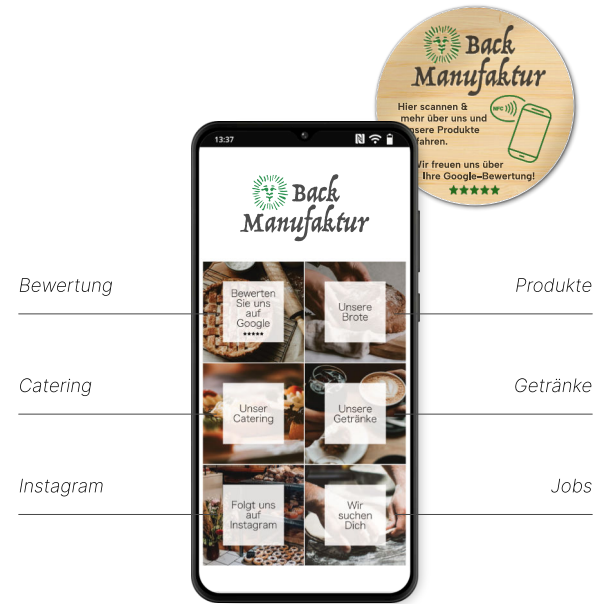 Back
Manufaktur
Hier scannen &
mehr über uns und
unsere Produkte
fahren.
Wir freuen uns über
Ihre Google-Bewertung!
NFC
13:37
Back
Manufaktur
Bewertung
Bewerten
Sie uns
auf
Google
Unsere
Brote
Produkte
Catering
Unser
Catering
Unsere
Getränke
Getränke
Instagram
Folgt uns
auf
Instagram
Wir
suchen
Dich
Jobs